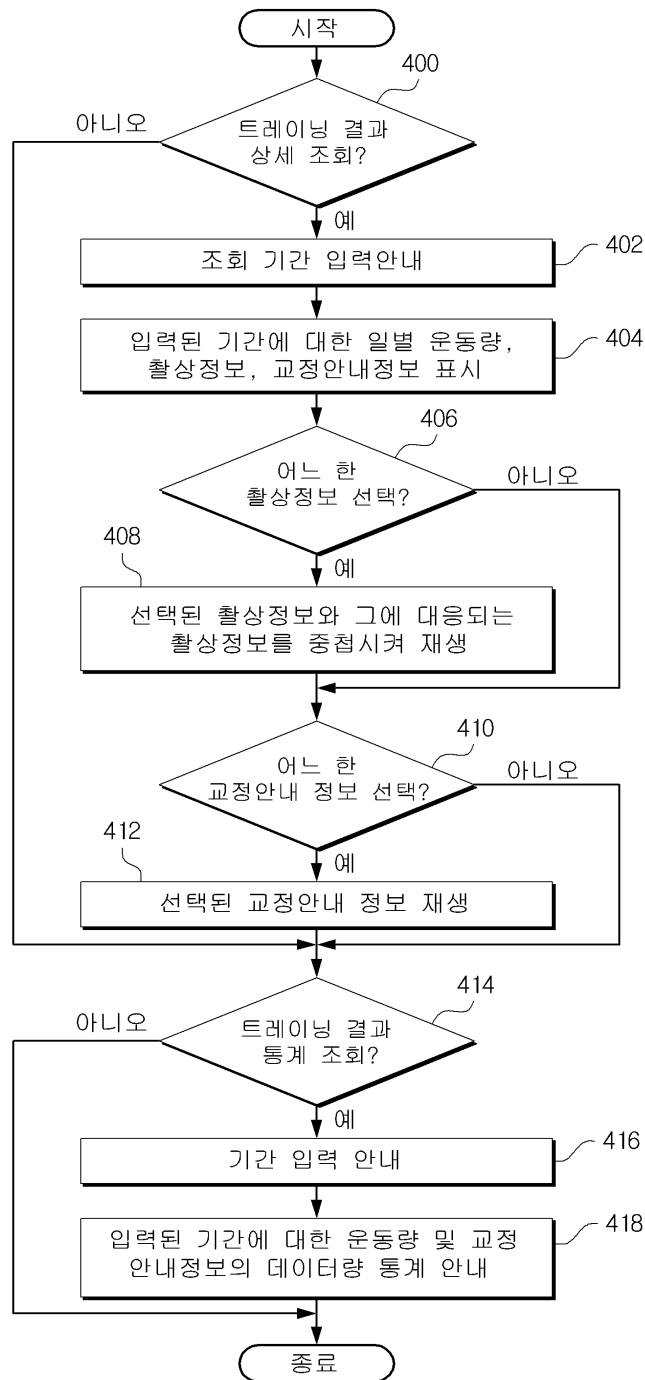 시작
400
아니오
트레이닝 결과
상세 조회?
예
조회 기간 입력안내
402
입력된 기간에 대한 일별 운동량,
촬상정보, 교정안내정보 표시
404
406
어느 한
촬상정보 선택?
아니오
408
예
선택된 촬상정보와 그에 대응되는
촬상정보를 중첩시켜 재생
410
어느 한
교정안내 정보 선택?
아니오
412
예
선택된 교정안내 정보 재생
414
아니오
트레이닝 결과
통계 조회?
예
기간 입력 안내
416
입력된 기간에 대한 운동량 및 교정
안내정보의 데이터량 통계 안내
418
종료